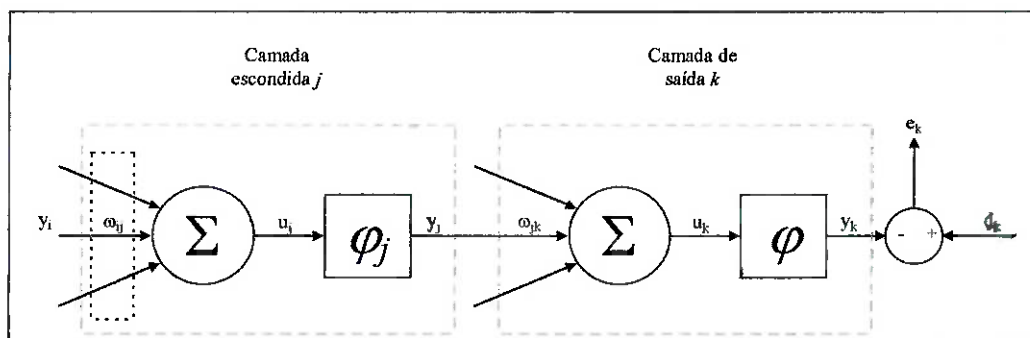 Camada
escondida j
Camada de
saída k
e_k
y_i ω_ij Σ u_j φ_j y_j ω_jk Σ u_k φ y_k - + d_k